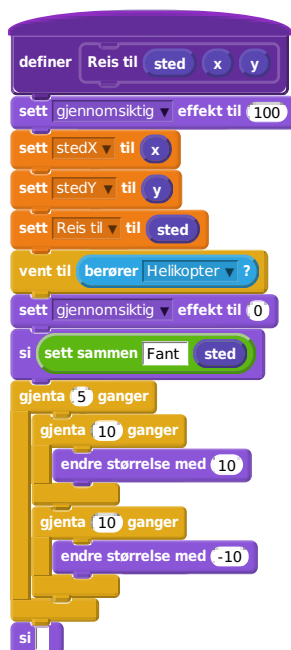 definer Reis til sted x y
sett gjennomsiktig effekt til 100
sett stedX til x
sett stedY til y
sett Reis til til sted
vent til berører Helikopter ?
sett gjennomsiktig effekt til 0
si sett sammen Fant sted
gjenta 5 ganger
gjenta 10 ganger
endre størrelse med 10
gjenta 10 ganger
endre størrelse med -10
si